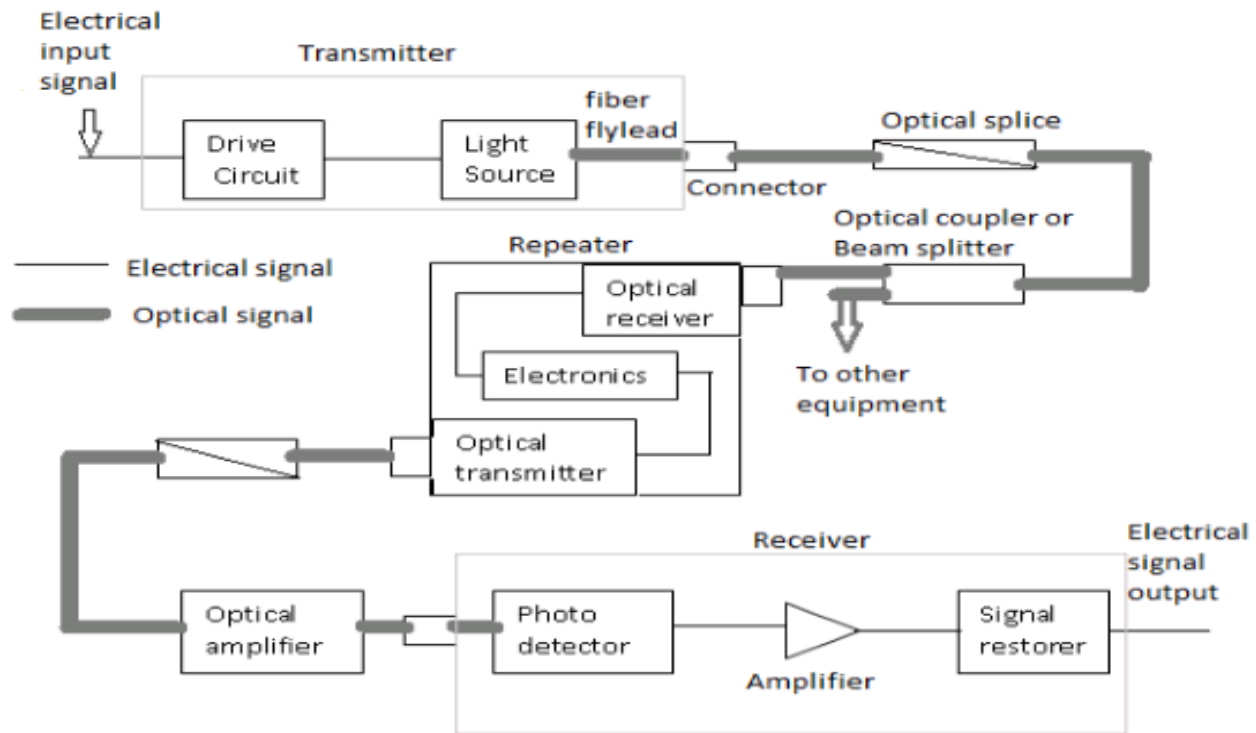 Electrical
input
signal
Transmitter
fiber
flylead
Drive
Circuit
Light
Source
Connector
Optical splice
Optical coupler or
Beam splitter
Repeater
Electrical signal
Optical signal
Optical
receiver
Electronics
Optical
transmitter
To other
equipment
Receiver
Electrical
signal
output
Optical
amplifier
Photo
detector
Amplifier
Signal
restorer